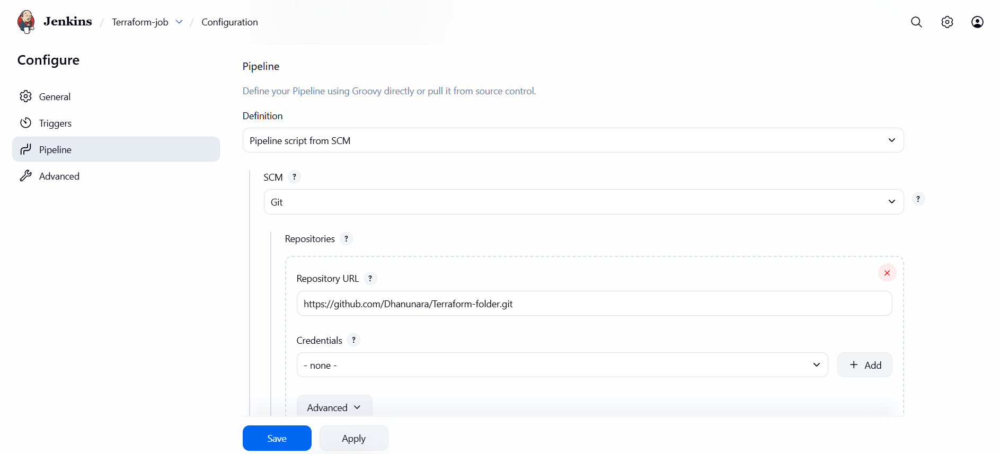 Jenkins / Terraform-job / Configuration
Configure
General
Triggers
Pipeline
Advanced
Pipeline
Define your Pipeline using Groovy directly or pull it from source control.
Definition
Pipeline script from SCM
SCM ?
Git
?
Repositories ?
Repository URL ?
https://github.com/Dhanunara/Terraform-folder.git
Credentials ?
- none -
+ Add
Advanced
Save
Apply